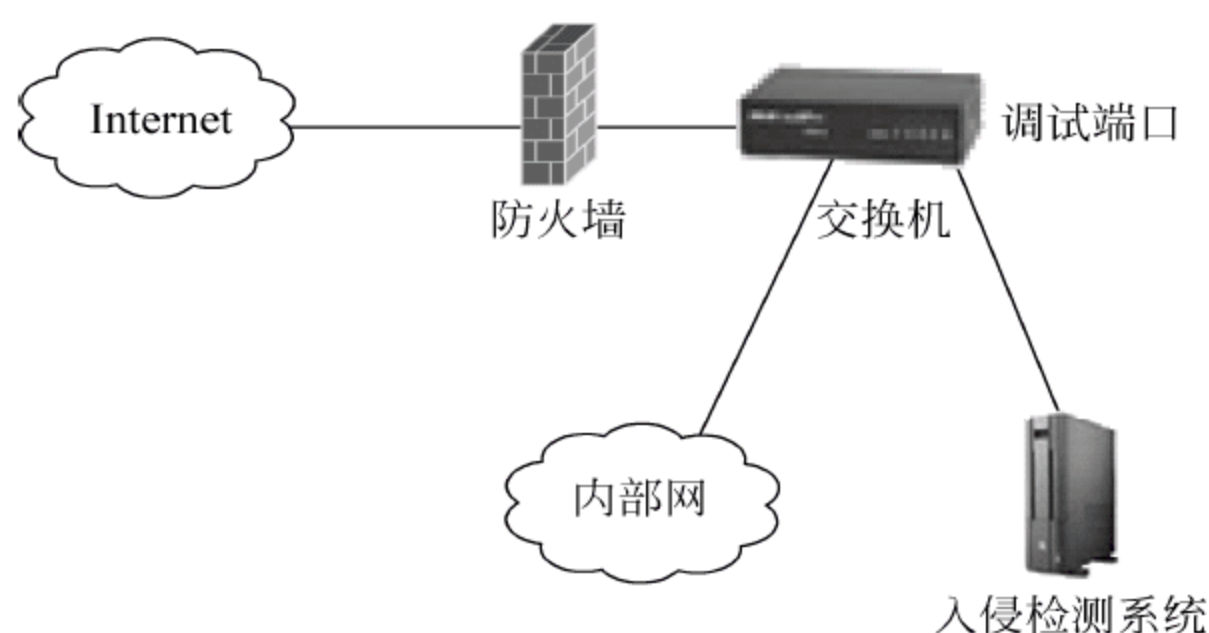 Internet
调试端口
防火墙
交换机
内部网
入侵检测系统